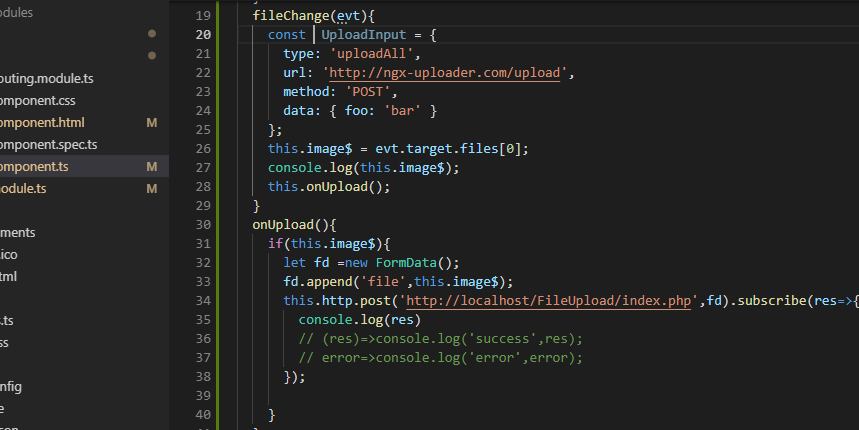 odules
outing.module.ts
omponent.css
omponent.html M
omponent.spec.ts
omponent.ts M
odule.ts M
ments
.ico
tml
s.ts
ss
nfig
e
19 fileChange(evt){
20 const UploadInput = {
21 type: 'uploadAll',
22 url: 'http://ngx-uploader.com/upload',
23 method: 'POST',
24 data: { foo: 'bar' }
25 };
26 this.image$ = evt.target.files[0];
27 console.log(this.image$);
28 this.onUpload();
29 }
30 onUpload(){
31 if(this.image$){
32 let fd =new FormData();
33 fd.append('file',this.image$);
34 this.http.post('http://localhost/FileUpload/index.php',fd).subscribe(res=>{
35 console.log(res)
36 // (res)=>console.log('success',res);
37 // error=>console.log('error',error);
38 });
39
40 }